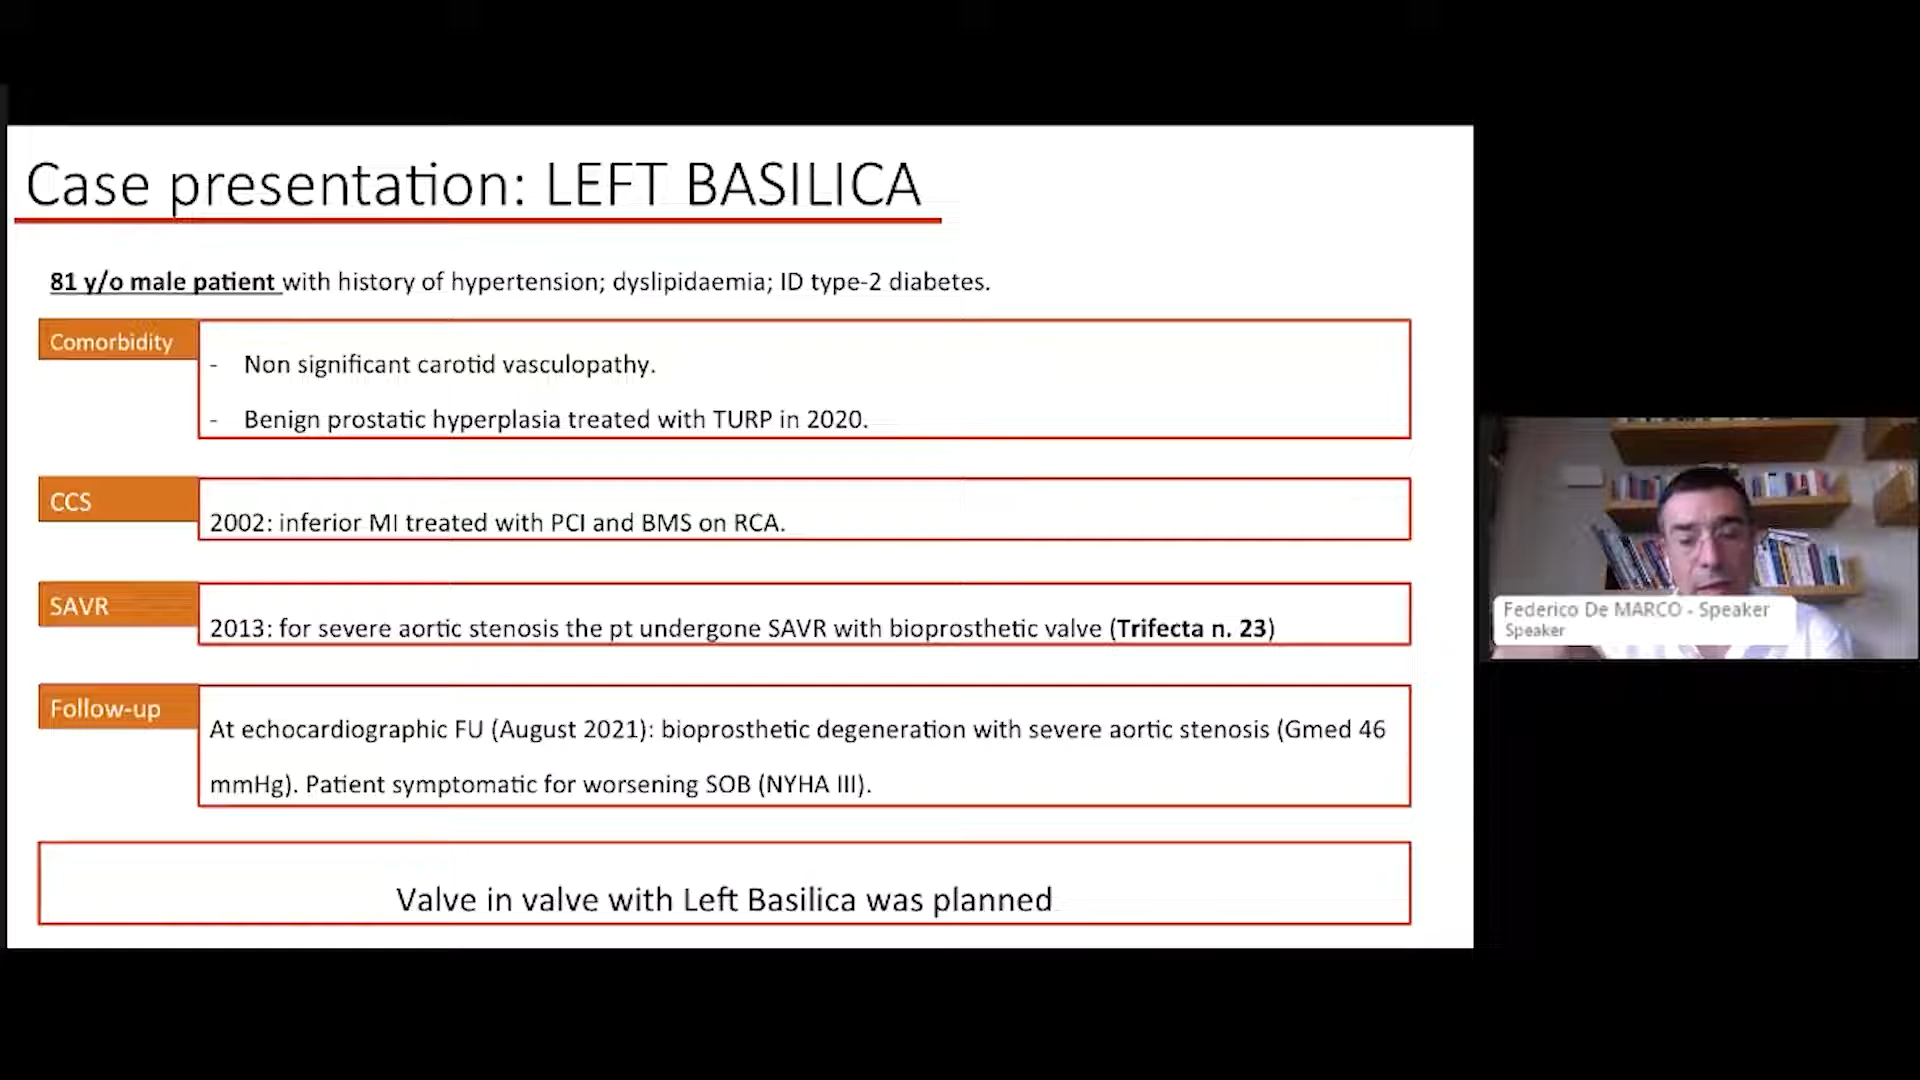 Case presentation: LEFT BASILICA
81 y/o male patient with history of hypertension; dyslipidaemia; ID type-2 diabetes.
Comorbidity
- Non significant carotid vasculopathy.
- Benign prostatic hyperplasia treated with TURP in 2020.
CCS
2002: inferior MI treated with PCI and BMS on RCA.
SAVR
2013: for severe aortic stenosis the pt undergone SAVR with bioprosthetic valve (Trifecta n. 23)
Follow-up
At echocardiographic FU (August 2021): bioprosthetic degeneration with severe aortic stenosis (Gmed 46
mmHg). Patient symptomatic for worsening SOB (NYHA III).
Valve in valve with Left Basilica was planned
Federico De MARCO - Speaker
Speaker